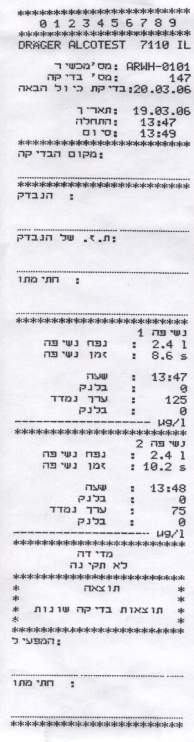 ********************
0 1 2 3 4 5 6 7 8 9
********************
DRÄGER ALCOTEST 7110 IL
מס'מכשיר: ARWH-0101
מס' בדיקה: 147
בדיקת כיול הבאה:20.03.06
תאריך: 19.03.06
התחלה: 13:47
סיום: 13:49
מקום הבדיקה:
********************
הנבדק :
ת.ז. של הנבדק:
חתימתו :
********************
נשיפה 1
נפח נשיפה : 2.4 l
זמן נשיפה : 8.6 s
שעה : 13:47
בלנק : 0
ערך נמדד : 125
בלנק : 0
-------------------- µg/l
********************
נשיפה 2
נפח נשיפה : 2.4 l
זמן נשיפה : 10.2 s
שעה : 13:48
בלנק : 0
ערך נמדד : 75
בלנק : 0
-------------------- µg/l
********************
מדידה
לא תקינה
********************
* תוצאה *
* *
* תוצאות בדיקה שונות *
* *
********************
המפעיל:
חתימתו :
********************